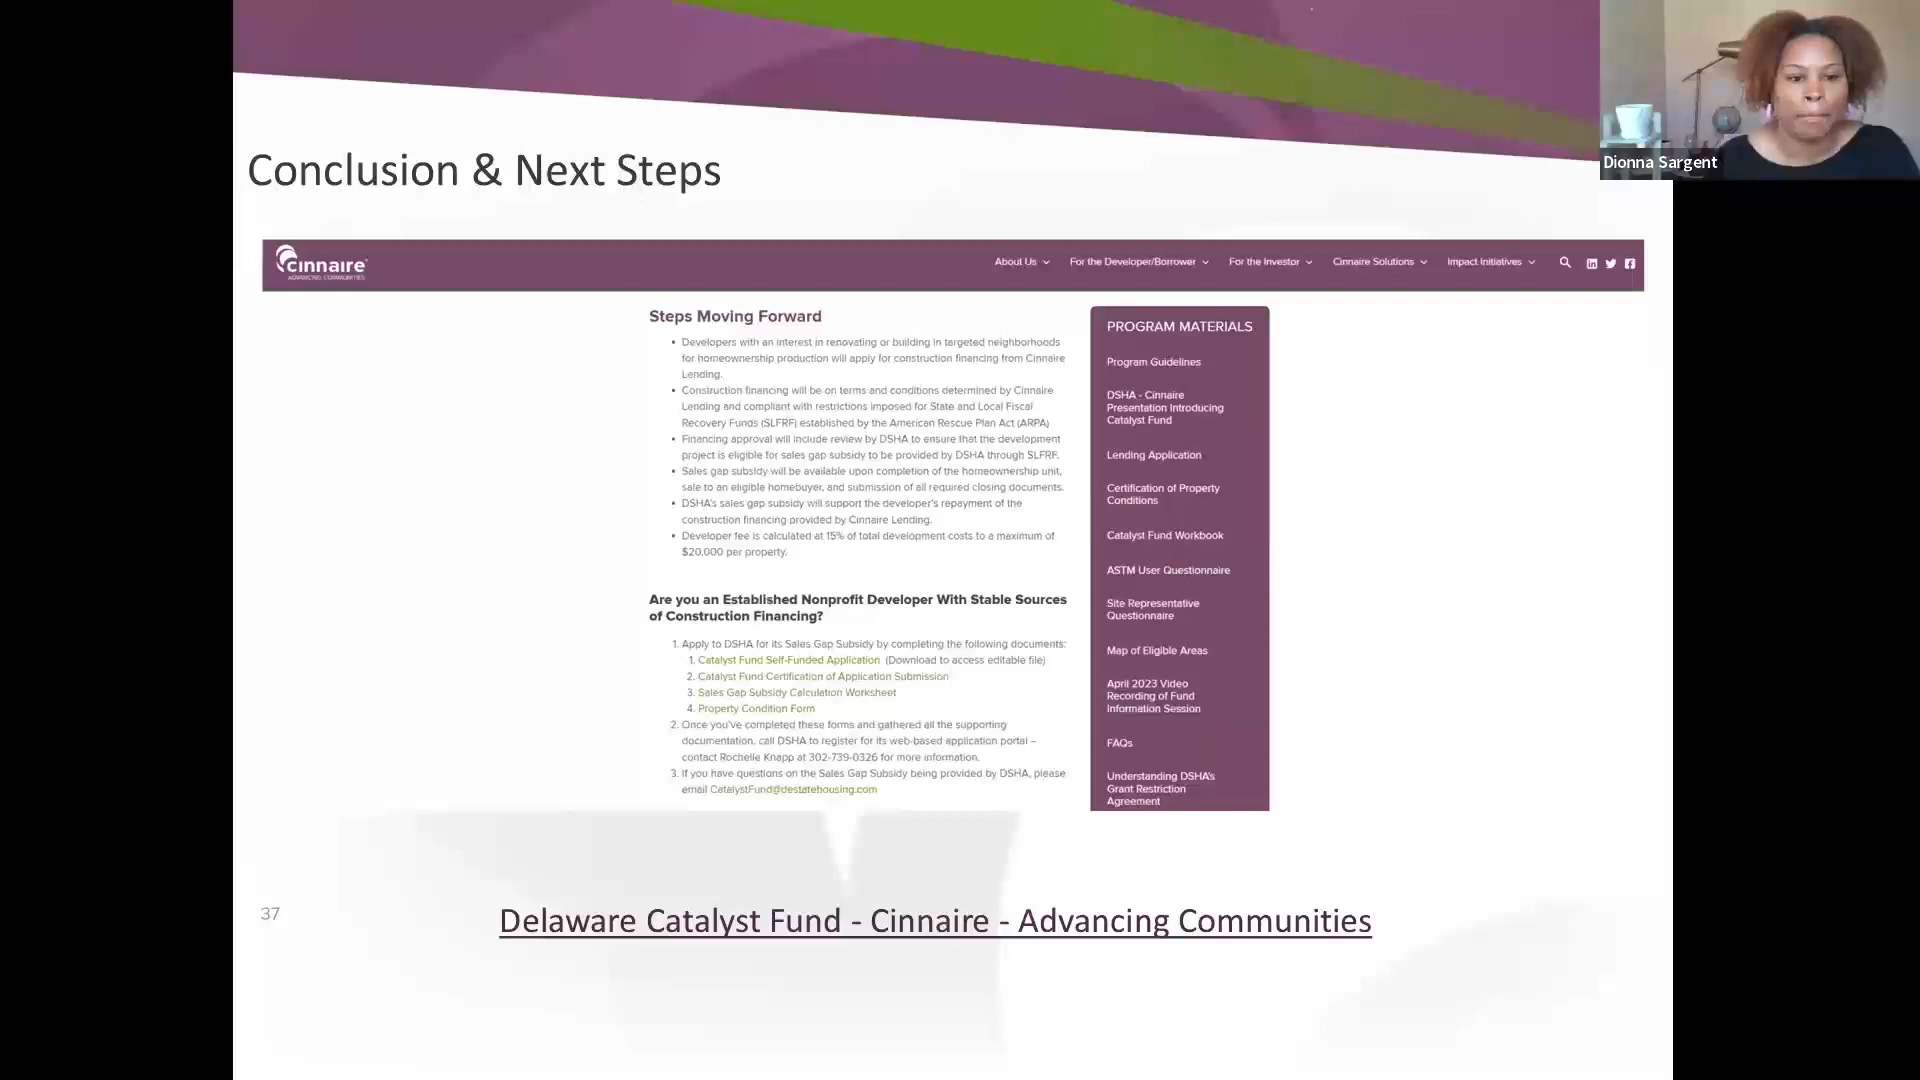 Dionna Sargent
Conclusion & Next Steps
cinnaire
ADVANCING COMMUNITIES
About Us
For the Developer/Borrower
For the Investor
Cinnaire Solutions
Impact Initiatives
Steps Moving Forward
• Developers with an interest in renovating or building in targeted neighborhoods
for homeownership production will apply for construction financing from Cinnaire
Lending.
• Construction financing will be on terms and conditions determined by Cinnaire
Lending and compliant with restrictions imposed for State and Local Fiscal
Recovery Funds (SLFRF) established by the American Rescue Plan Act (ARPA)
• Financing approval will include review by DSHA to ensure that the development
project is eligible for sales gap subsidy to be provided by DSHA through SLFRF.
• Sales gap subsidy will be available upon completion of the homeownership unit,
sale to an eligible homebuyer, and submission of all required closing documents.
• DSHA's sales gap subsidy will support the developer's repayment of the
construction financing provided by Cinnaire Lending.
• Developer fee is calculated at 15% of total development costs to a maximum of
$20,000 per property.
Are you an Established Nonprofit Developer With Stable Sources
of Construction Financing?
1. Apply to DSHA for its Sales Gap Subsidy by completing the following documents:
1. Catalyst Fund Self-Funded Application (Download to access editable file)
2. Catalyst Fund Certification of Application Submission
3. Sales Gap Subsidy Calculation Worksheet
4. Property Condition Form
2. Once you've completed these forms and gathered all the supporting
documentation, call DSHA to register for its web-based application portal –
contact Rochelle Knapp at 302-739-0326 for more information.
3. If you have questions on the Sales Gap Subsidy being provided by DSHA, please
email CatalystFund@destatehousing.com
PROGRAM MATERIALS
Program Guidelines
DSHA - Cinnaire
Presentation Introducing
Catalyst Fund
Lending Application
Certification of Property
Conditions
Catalyst Fund Workbook
ASTM User Questionnaire
Site Representative
Questionnaire
Map of Eligible Areas
April 2023 Video
Recording of Fund
Information Session
FAQs
Understanding DSHA's
Grant Restriction
Agreement
37
Delaware Catalyst Fund - Cinnaire - Advancing Communities